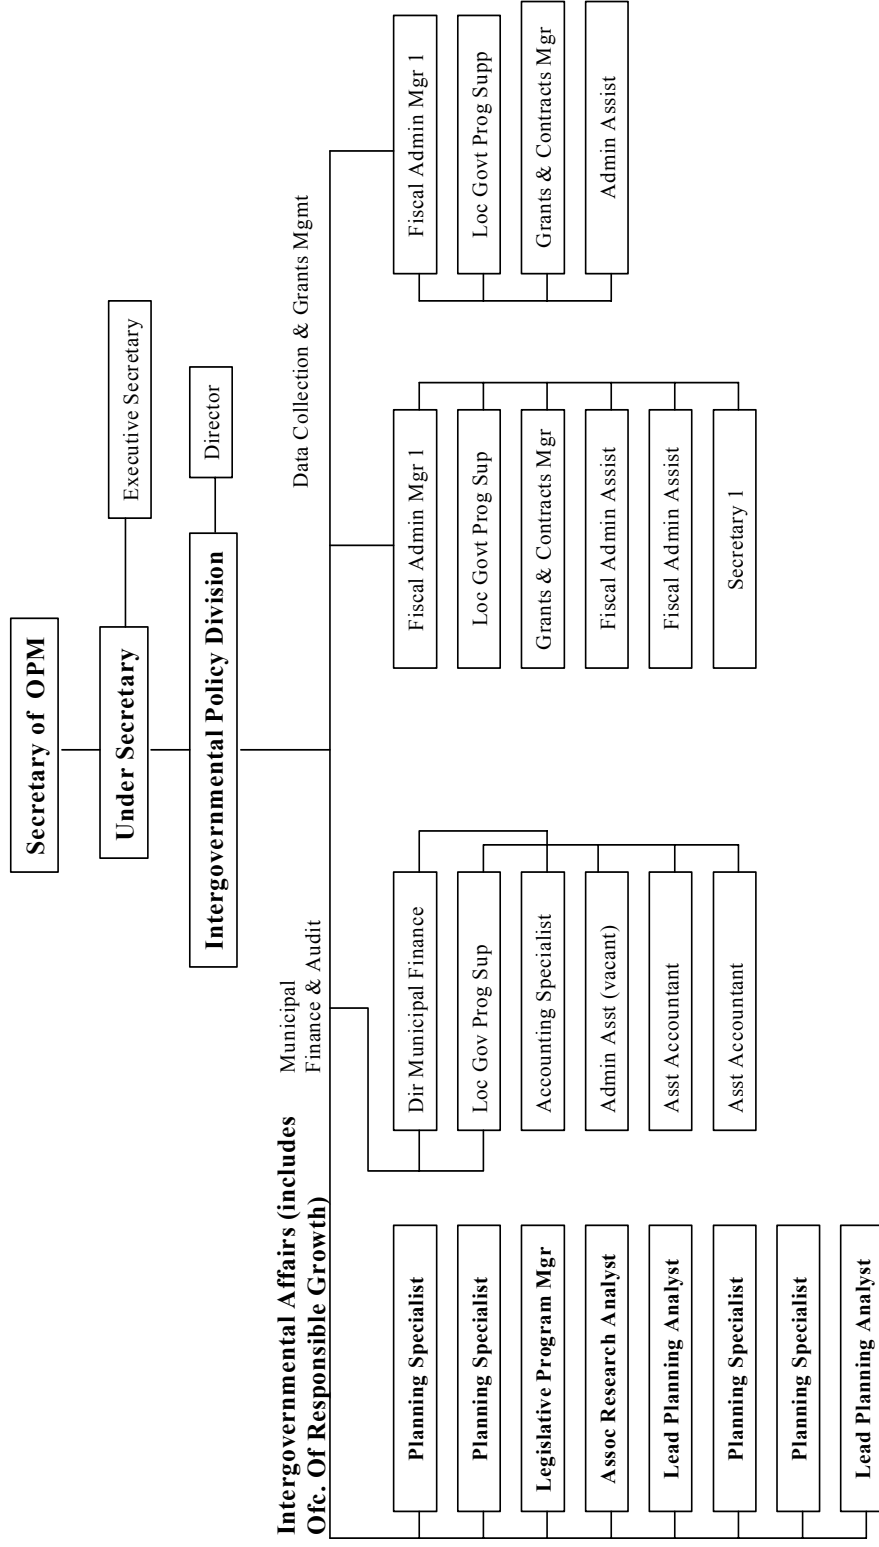 Secretary of OPM
Under Secretary
Executive Secretary
Intergovernmental Policy Division
Director
Intergovernmental Affairs (includes
Ofc. Of Responsible Growth)
Municipal
Finance & Audit
Data Collection & Grants Mgmt
Planning Specialist
Planning Specialist
Legislative Program Mgr
Assoc Research Analyst
Lead Planning Analyst
Planning Specialist
Planning Specialist
Lead Planning Analyst
Dir Municipal Finance
Loc Gov Prog Sup
Accounting Specialist
Admin Asst (vacant)
Asst Accountant
Asst Accountant
Fiscal Admin Mgr 1
Loc Govt Prog Sup
Grants & Contracts Mgr
Fiscal Admin Assist
Fiscal Admin Assist
Secretary 1
Fiscal Admin Mgr 1
Loc Govt Prog Supp
Grants & Contracts Mgr
Admin Assist